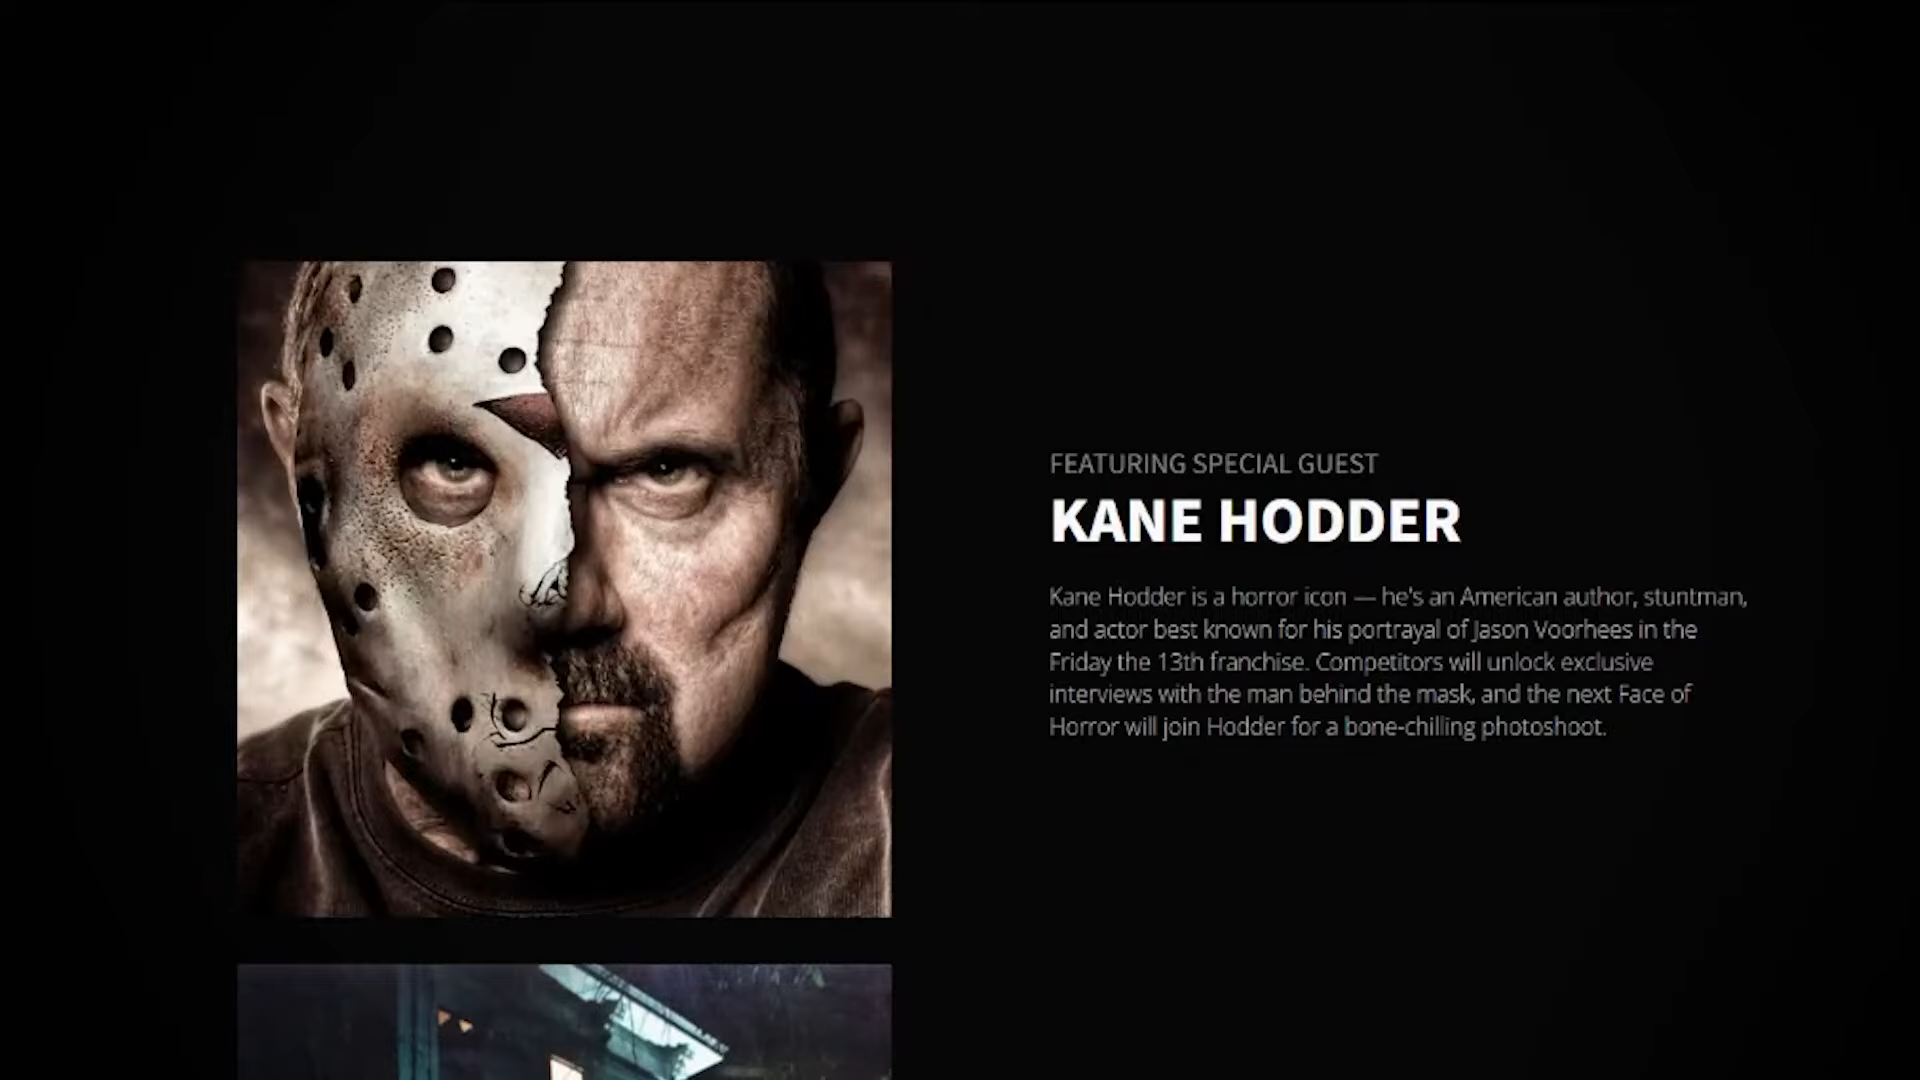 FEATURING SPECIAL GUEST
KANE HODDER
Kane Hodder is a horror icon — he's an American author, stuntman,
and actor best known for his portrayal of Jason Voorhees in the
Friday the 13th franchise. Competitors will unlock exclusive
interviews with the man behind the mask, and the next Face of
Horror will join Hodder for a bone-chilling photoshoot.